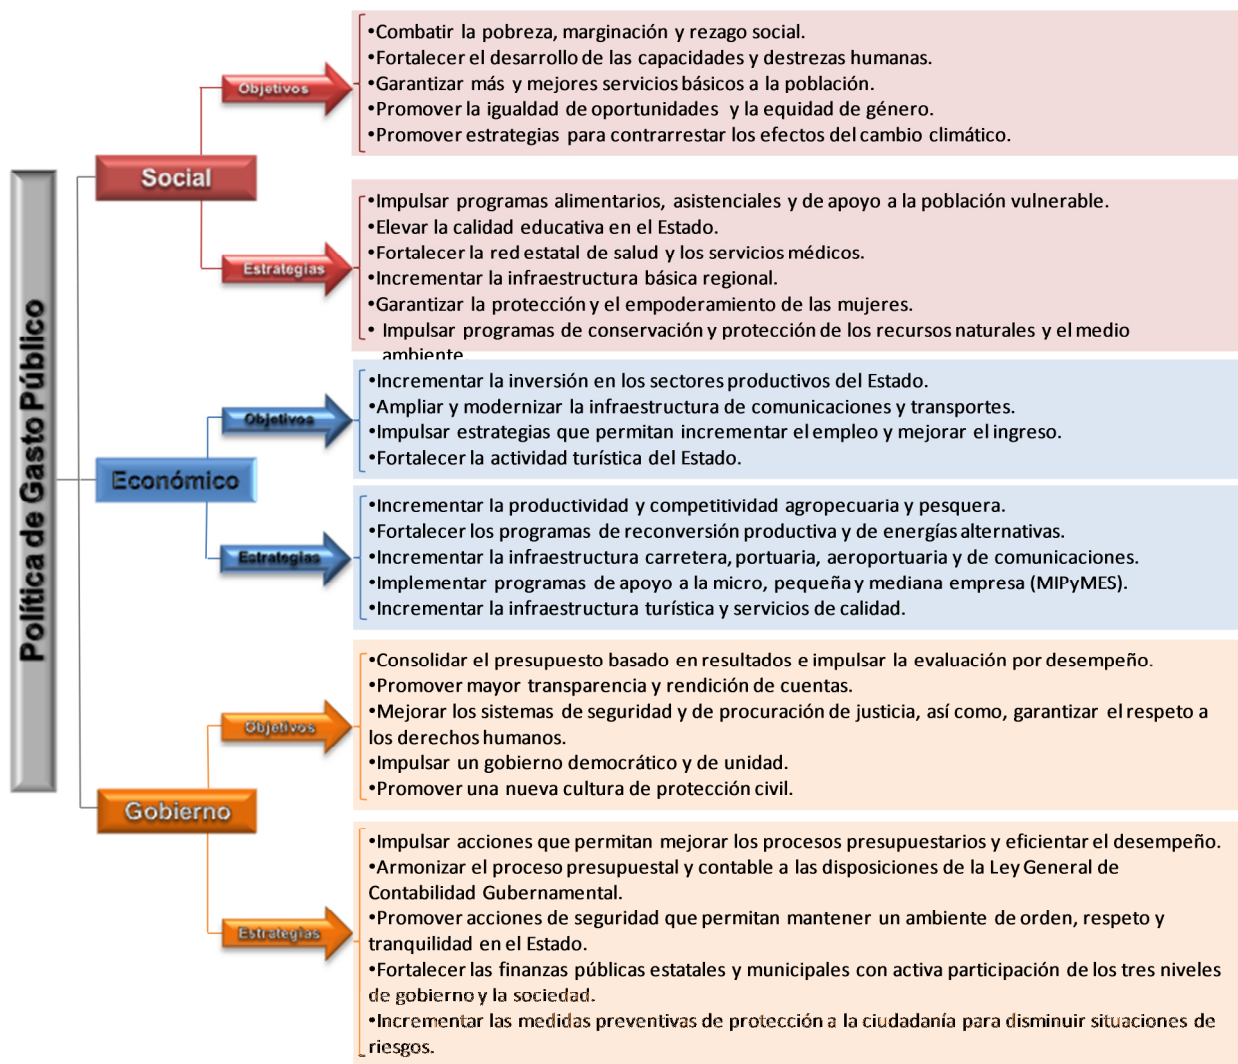 Política de Gasto Público
Social
Objetivos
•Combatir la pobreza, marginación y rezago social.
•Fortalecer el desarrollo de las capacidades y destrezas humanas.
•Garantizar más y mejores servicios básicos a la población.
•Promover la igualdad de oportunidades y la equidad de género.
•Promover estrategias para contrarrestar los efectos del cambio climático.
Estrategias
•Impulsar programas alimentarios, asistenciales y de apoyo a la población vulnerable.
•Elevar la calidad educativa en el Estado.
•Fortalecer la red estatal de salud y los servicios médicos.
•Incrementar la infraestructura básica regional.
•Garantizar la protección y el empoderamiento de las mujeres.
• Impulsar programas de conservación y protección de los recursos naturales y el medio
ambiente.
Económico
Objetivos
•Incrementar la inversión en los sectores productivos del Estado.
•Ampliar y modernizar la infraestructura de comunicaciones y transportes.
•Impulsar estrategias que permitan incrementar el empleo y mejorar el ingreso.
•Fortalecer la actividad turística del Estado.
Estrategias
•Incrementar la productividad y competitividad agropecuaria y pesquera.
•Fortalecer los programas de reconversión productiva y de energías alternativas.
•Incrementar la infraestructura carretera, portuaria, aeroportuaria y de comunicaciones.
•Implementar programas de apoyo a la micro, pequeña y mediana empresa (MIPyMES).
•Incrementar la infraestructura turística y servicios de calidad.
Gobierno
Objetivos
•Consolidar el presupuesto basado en resultados e impulsar la evaluación por desempeño.
•Promover mayor transparencia y rendición de cuentas.
•Mejorar los sistemas de seguridad y de procuración de justicia, así como, garantizar el respeto a
los derechos humanos.
•Impulsar un gobierno democrático y de unidad.
•Promover una nueva cultura de protección civil.
Estrategias
•Impulsar acciones que permitan mejorar los procesos presupuestarios y eficientar el desempeño.
•Armonizar el proceso presupuestal y contable a las disposiciones de la Ley General de
Contabilidad Gubernamental.
•Promover acciones de seguridad que permitan mantener un ambiente de orden, respeto y
tranquilidad en el Estado.
•Fortalecer las finanzas públicas estatales y municipales con activa participación de los tres niveles
de gobierno y la sociedad.
•Incrementar las medidas preventivas de protección a la ciudadanía para disminuir situaciones de
riesgos.